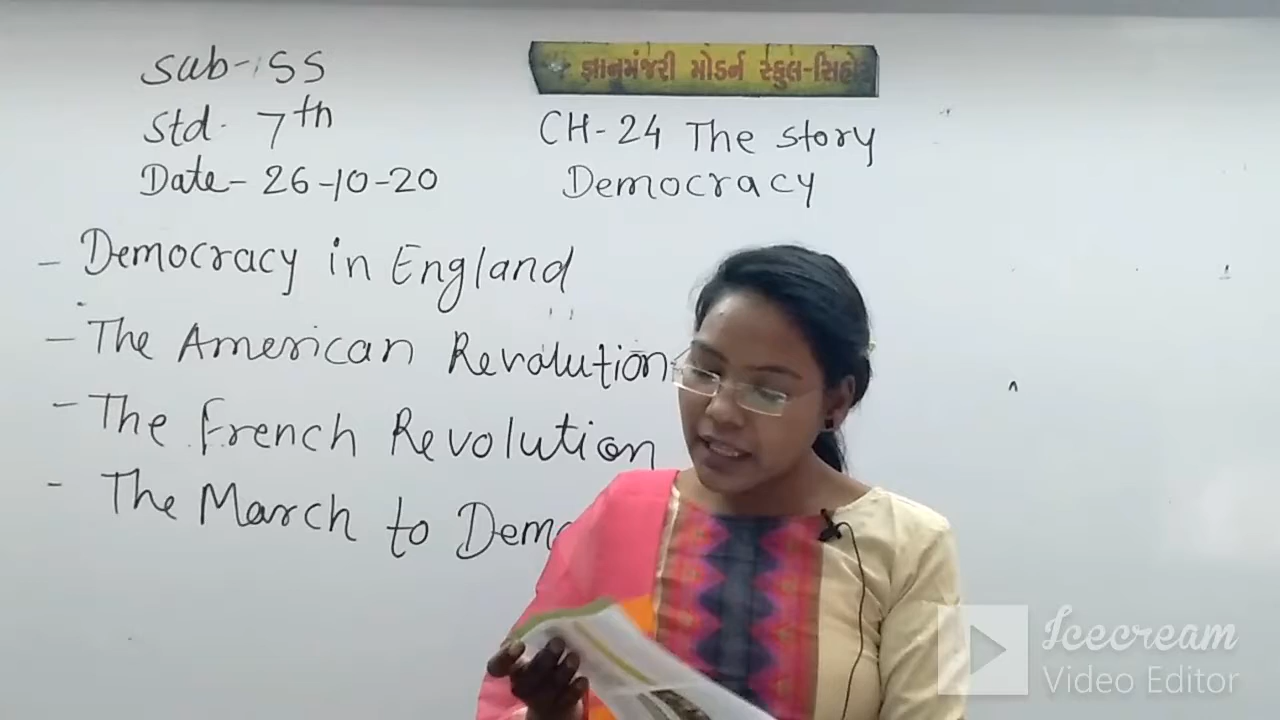 Sub-SS
જ્ઞાનમંજરી મોડર્ન સ્કુલ-સિહોર
Std. 7th
CH-24 The Story
Date-26-10-20
Democracy
- Democracy in England
- The American Revolution
- The French Revolution
- The March to Demo
Icecream
Video Editor